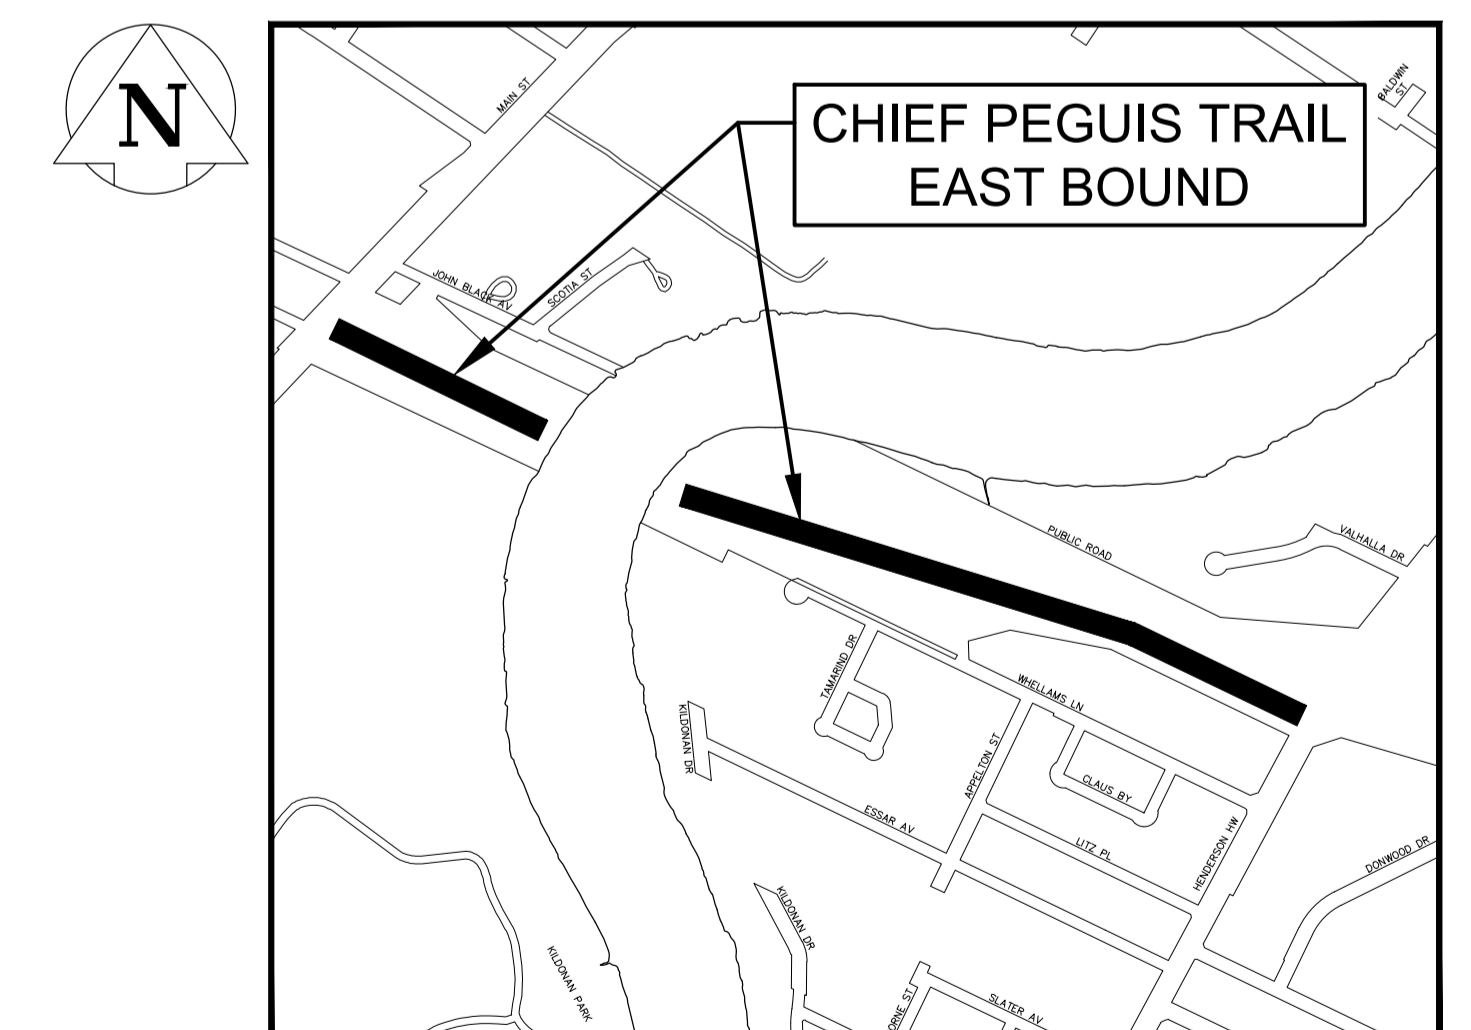 N
CHIEF PEGUIS TRAIL
EAST BOUND
MAIN ST
BALDWIN
ST
JOHN BLACK AV
SCOTIA ST
PUBLIC ROAD
VALHALLA DR
TAMARIND DR
WHELLAMS LN
KILDONAN DR
APPELTON ST
CLAUS BY
ESSAR AV
LITZ PL
HENDERSON HW
DONWOOD DR
KILDONAN DR
KILDONAN PARK
SLATER AV